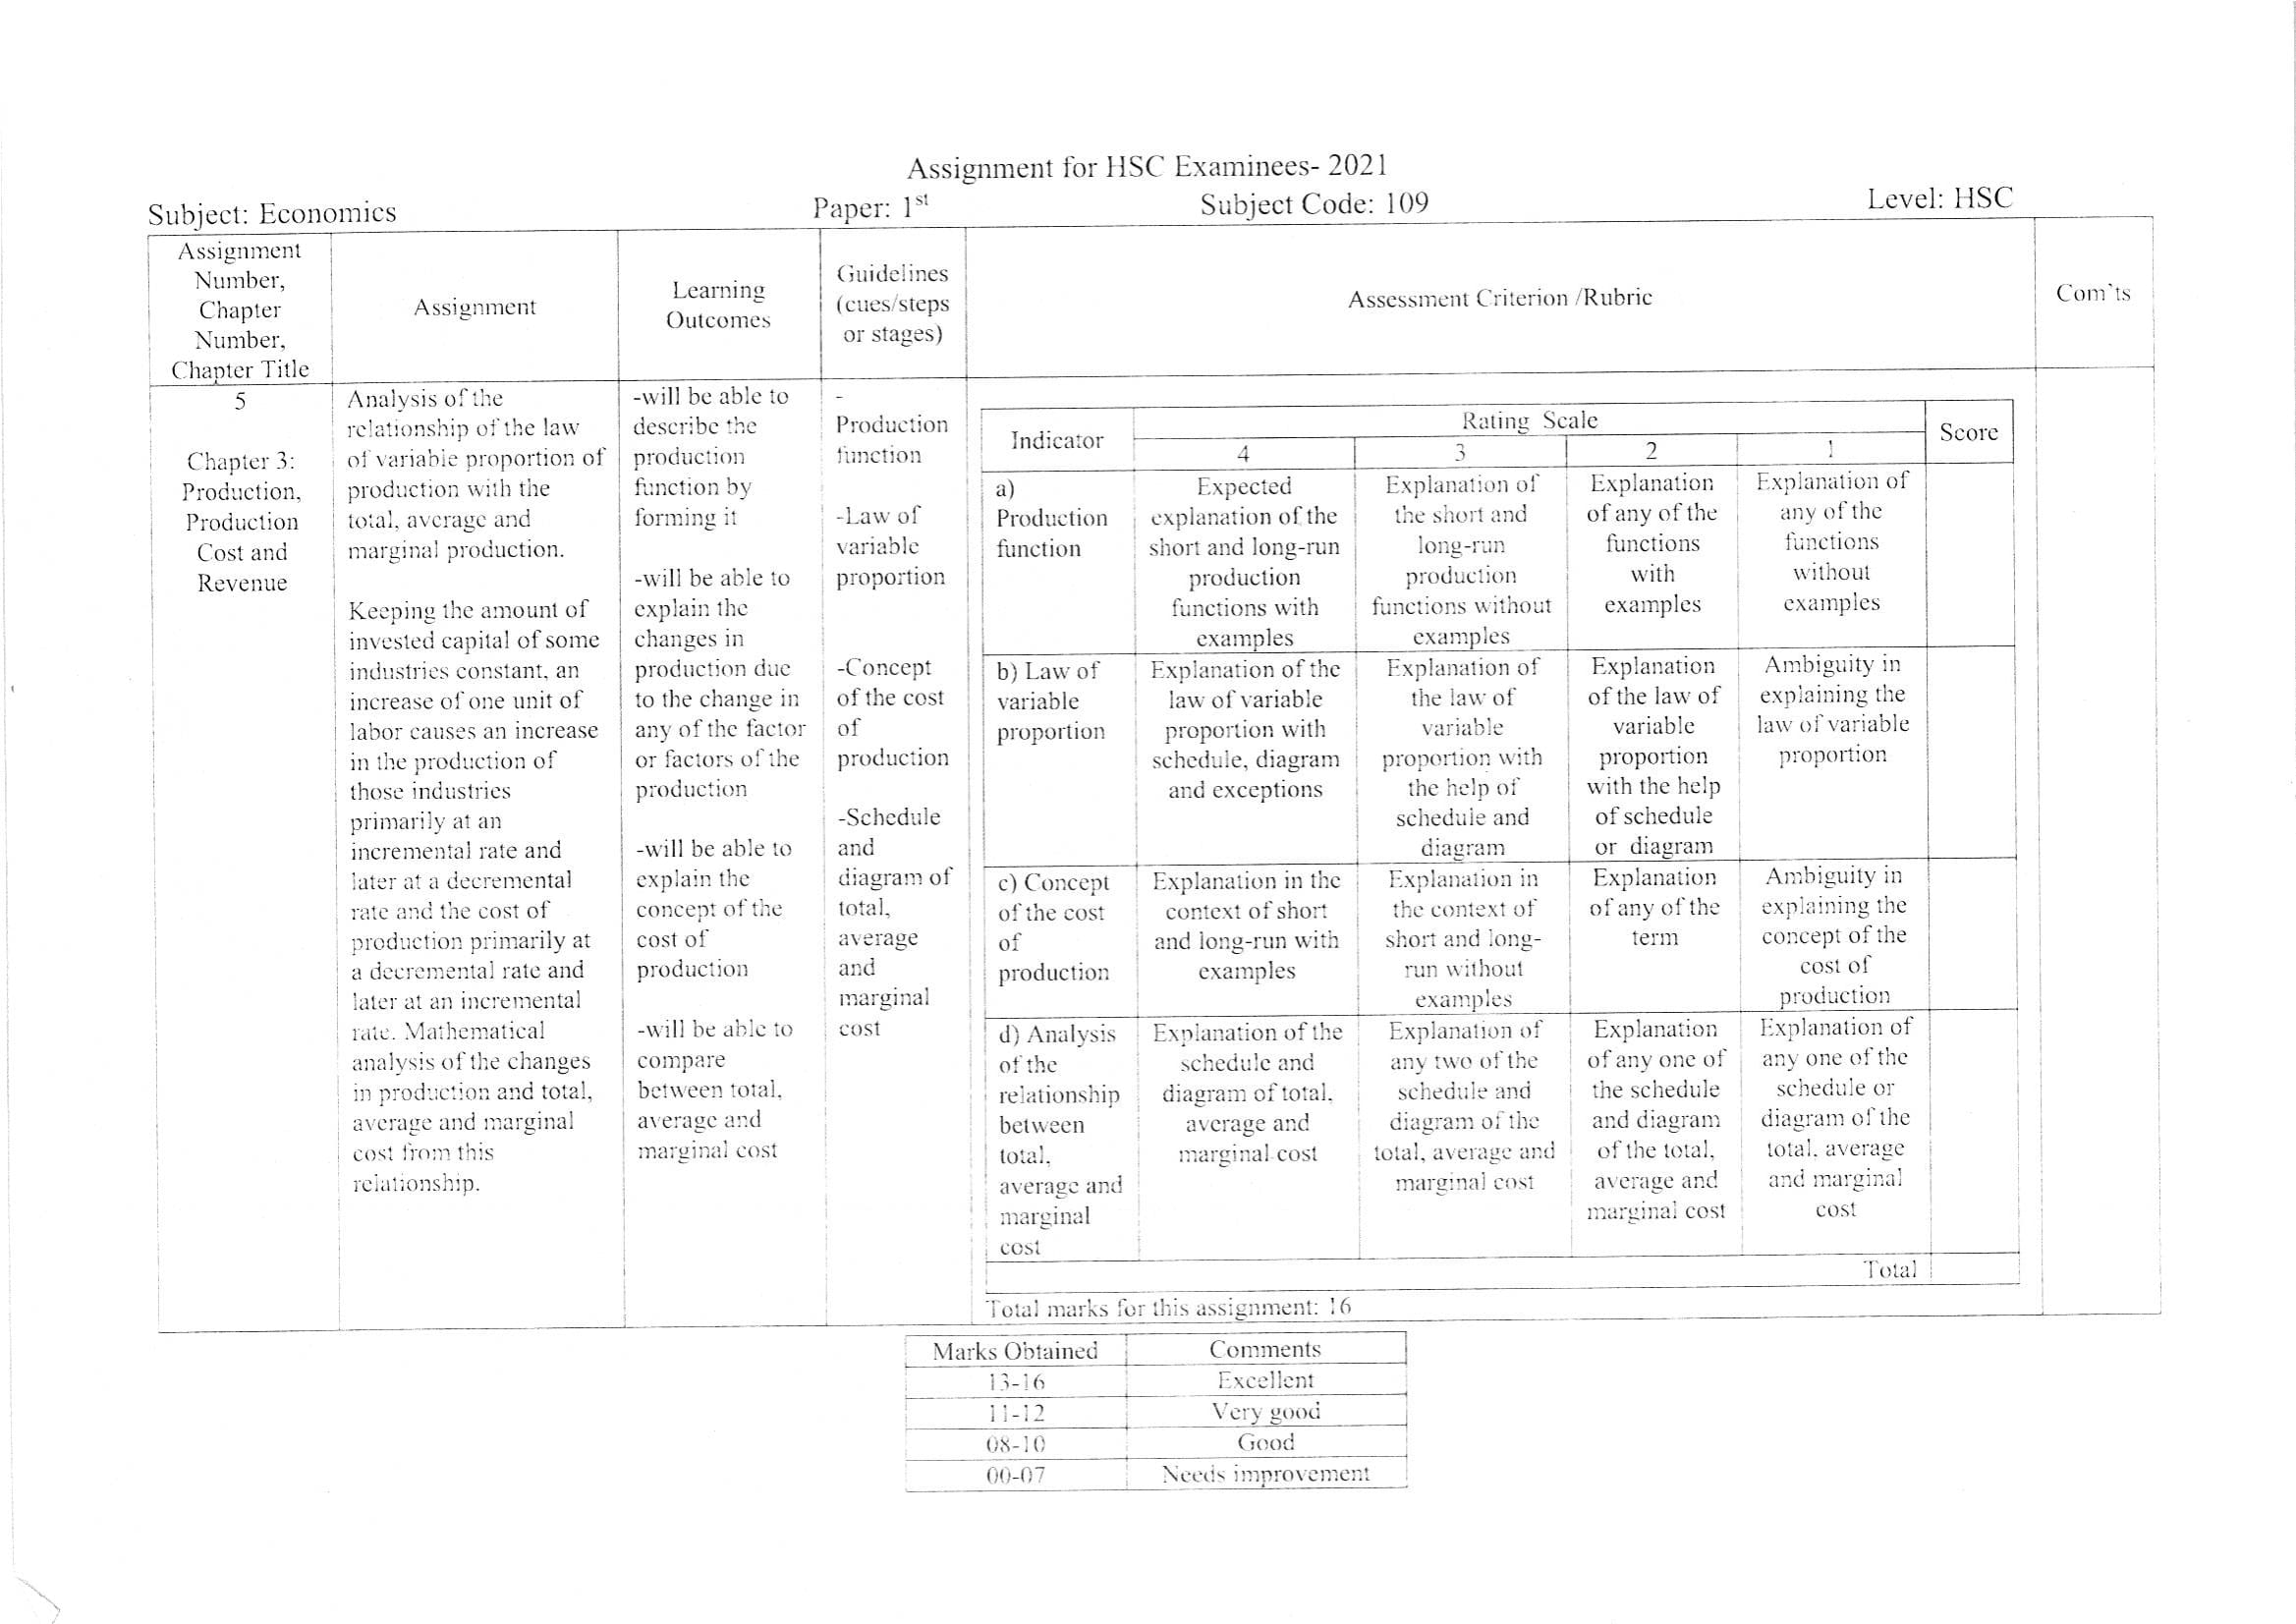 Assignment for HSC Examinees- 2021
Subject: Economics Paper: 1st Subject Code: 109 Level: HSC
Assignment
Number,
Chapter
Number,
Chapter Title
Assignment
Learning
Outcomes
Guidelines
(cues/steps
or stages)
Assessment Criterion /Rubric
Com`ts
5
Chapter 3:
Production,
Production
Cost and
Revenue
Analysis of the
relationship of the law
of variable proportion of
production with the
total, average and
marginal production.
Keeping the amount of
invested capital of some
industries constant, an
increase of one unit of
labor causes an increase
in the production of
those industries
primarily at an
incremental rate and
later at a decremental
rate and the cost of
production primarily at
a decremental rate and
later at an incremental
rate. Mathematical
analysis of the changes
in production and total,
average and marginal
cost from this
relationship.
-will be able to
describe the
production
function by
forming it
-will be able to
explain the
changes in
production due
to the change in
any of the factor
or factors of the
production
-will be able to
explain the
concept of the
cost of
production
-will be able to
compare
between total,
average and
marginal cost
-
Production
function
-Law of
variable
proportion
-Concept
of the cost
of
production
-Schedule
and
diagram of
total,
average
and
marginal
cost
Indicator
Rating Scale
Score
4 3 2 1
a)
Production
function
Expected
explanation of the
short and long-run
production
functions with
examples
Explanation of
the short and
long-run
production
functions without
examples
Explanation
of any of the
functions
with
examples
Explanation of
any of the
functions
without
examples
b) Law of
variable
proportion
Explanation of the
law of variable
proportion with
schedule, diagram
and exceptions
Explanation of
the law of
variable
proportion with
the help of
schedule and
diagram
Explanation
of the law of
variable
proportion
with the help
of schedule
or diagram
Ambiguity in
explaining the
law of variable
proportion
c) Concept
of the cost
of
production
Explanation in the
context of short
and long-run with
examples
Explanation in
the context of
short and long-
run without
examples
Explanation
of any of the
term
Ambiguity in
explaining the
concept of the
cost of
production
d) Analysis
of the
relationship
between
total,
average and
marginal
cost
Explanation of the
schedule and
diagram of total,
average and
marginal cost
Explanation of
any two of the
schedule and
diagram of the
total, average and
marginal cost
Explanation
of any one of
the schedule
and diagram
of the total,
average and
marginal cost
Explanation of
any one of the
schedule or
diagram of the
total, average
and marginal
cost
Total
Total marks for this assignment: 16
Marks Obtained Comments
13-16 Excellent
11-12 Very good
08-10 Good
00-07 Needs improvement